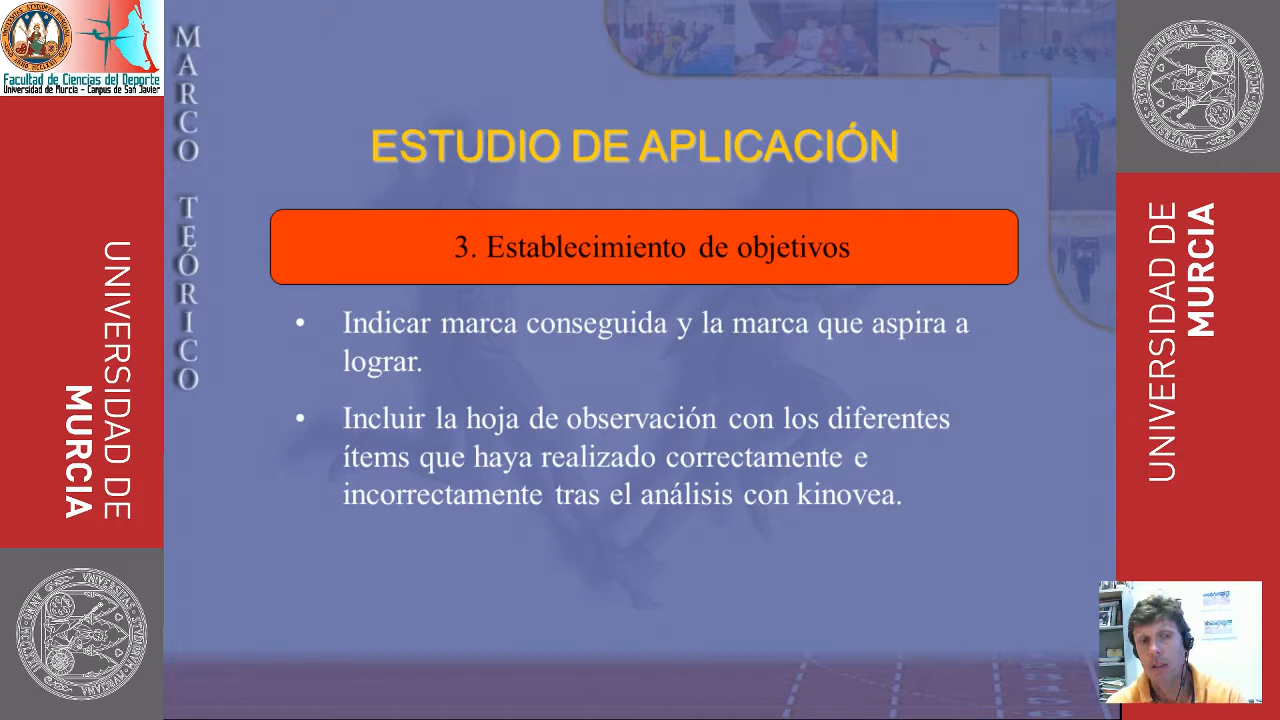 Facultad de Ciencias del Deporte
Universidad de Murcia - Campus de San Javier
MARCO TEÓRICO
ESTUDIO DE APLICACIÓN
3. Establecimiento de objetivos
• Indicar marca conseguida y la marca que aspira a
lograr.
• Incluir la hoja de observación con los diferentes
ítems que haya realizado correctamente e
incorrectamente tras el análisis con kinovea.
UNIVERSIDAD DE
MURCIA
UNIVERSIDAD DE
MURCIA